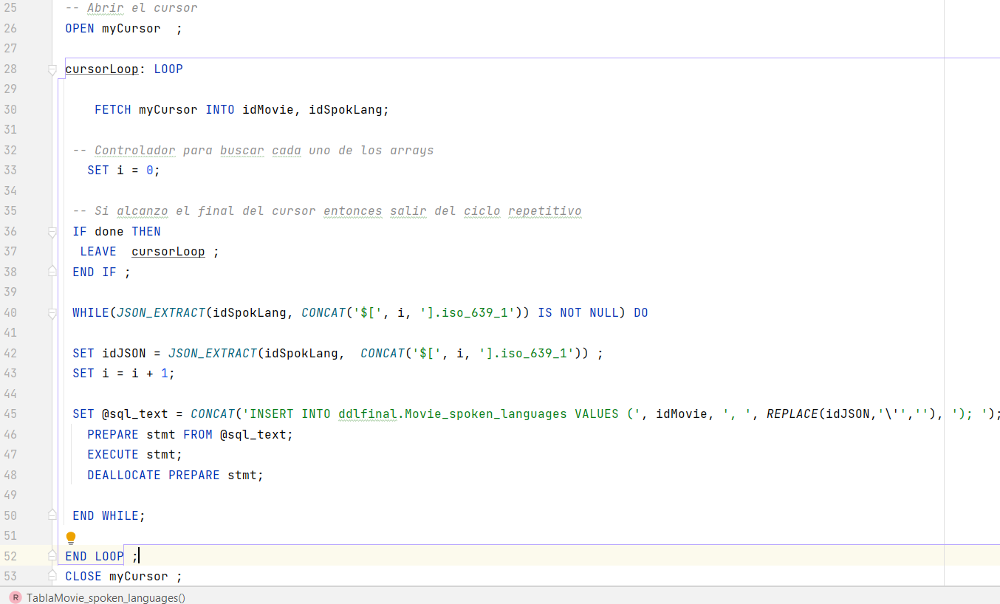 25 -- Abrir el cursor
26 OPEN myCursor  ;
27
28 cursorLoop: LOOP
29
30     FETCH myCursor INTO idMovie, idSpokLang;
31
32  -- Controlador para buscar cada uno de los arrays
33    SET i = 0;
34
35  -- Si alcanzo el final del cursor entonces salir del ciclo repetitivo
36  IF done THEN
37   LEAVE  cursorLoop ;
38  END IF ;
39
40  WHILE(JSON_EXTRACT(idSpokLang, CONCAT('$[', i, '].iso_639_1')) IS NOT NULL) DO
41
42  SET idJSON = JSON_EXTRACT(idSpokLang,  CONCAT('$[', i, '].iso_639_1')) ;
43  SET i = i + 1;
44
45  SET @sql_text = CONCAT('INSERT INTO ddlfinal.Movie_spoken_languages VALUES (', idMovie, ', ', REPLACE(idJSON,'\'',''), '); ');
46    PREPARE stmt FROM @sql_text;
47    EXECUTE stmt;
48    DEALLOCATE PREPARE stmt;
49
50  END WHILE;
51
52 END LOOP ;
53 CLOSE myCursor ;
R TablaMovie_spoken_languages()